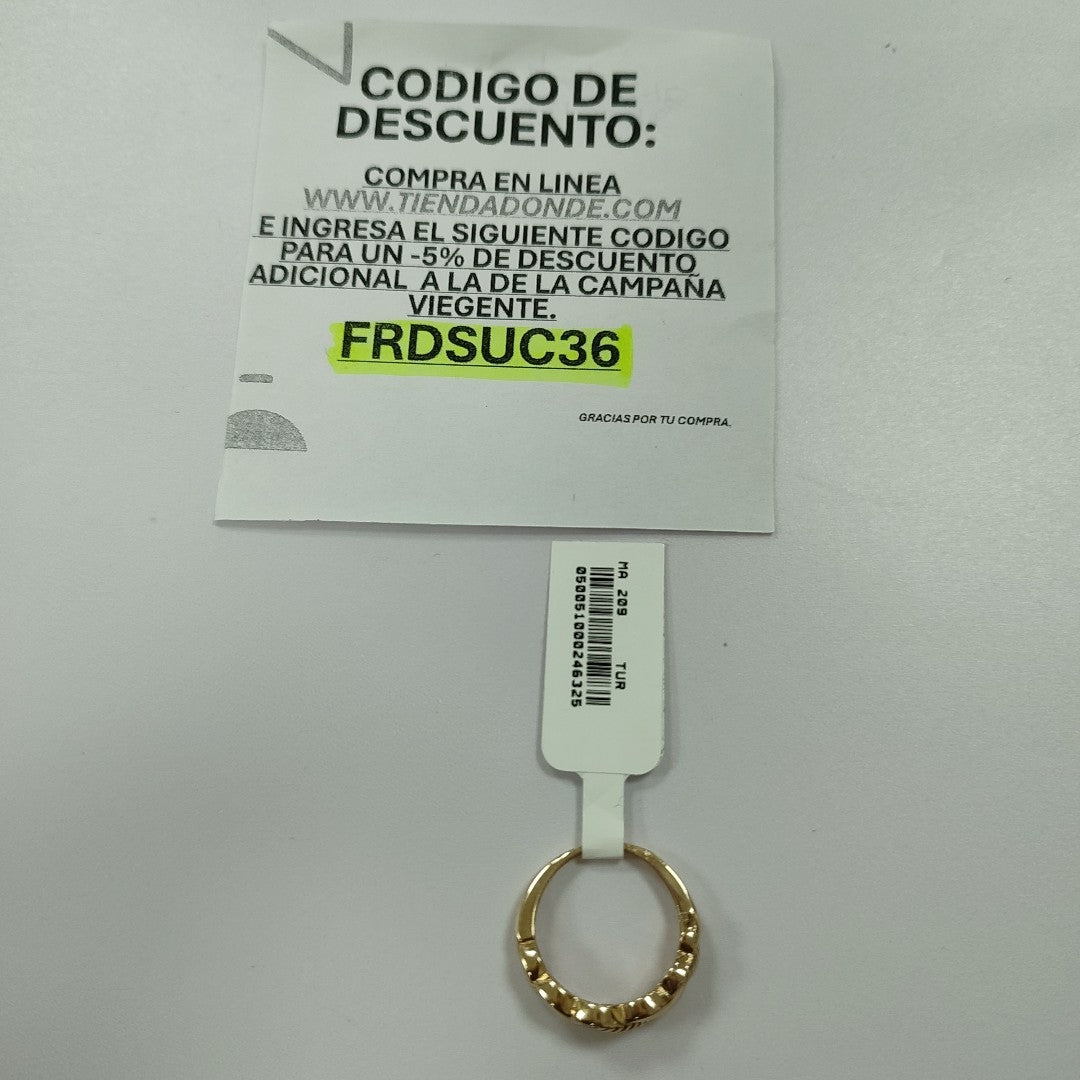 CODIGO DE
DESCUENTO:
COMPRA EN LINEA
WWW.TIENDADONDE.COM
E INGRESA EL SIGUIENTE CODIGO
PARA UN -5% DE DESCUENTO
ADICIONAL A LA DE LA CAMPAÑA
VIEGENTE.
FRDSUC36
GRACIAS POR TU COMPRA.
MA 209 TUR
050051000246325